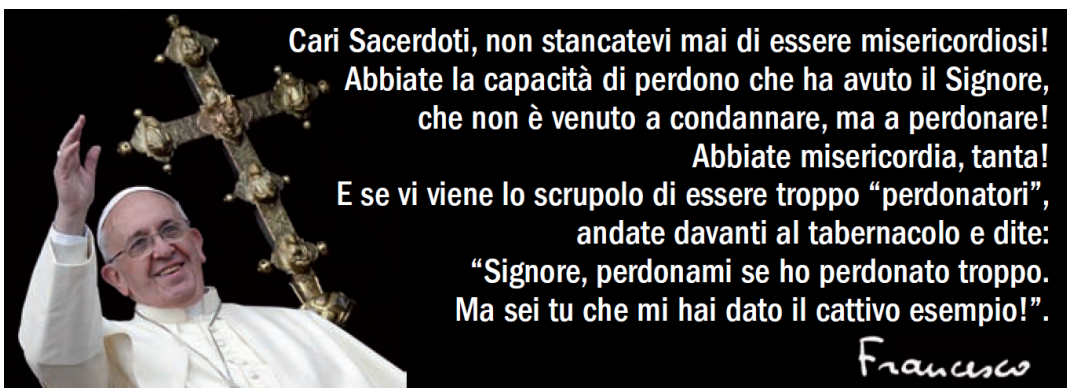 Cari Sacerdoti, non stancatevi mai di essere misericordiosi!
Abbiate la capacità di perdono che ha avuto il Signore,
che non è venuto a condannare, ma a perdonare!
Abbiate misericordia, tanta!
E se vi viene lo scrupolo di essere troppo “perdonatori”,
andate davanti al tabernacolo e dite:
“Signore, perdonami se ho perdonato troppo.
Ma sei tu che mi hai dato il cattivo esempio!”.
Francesco